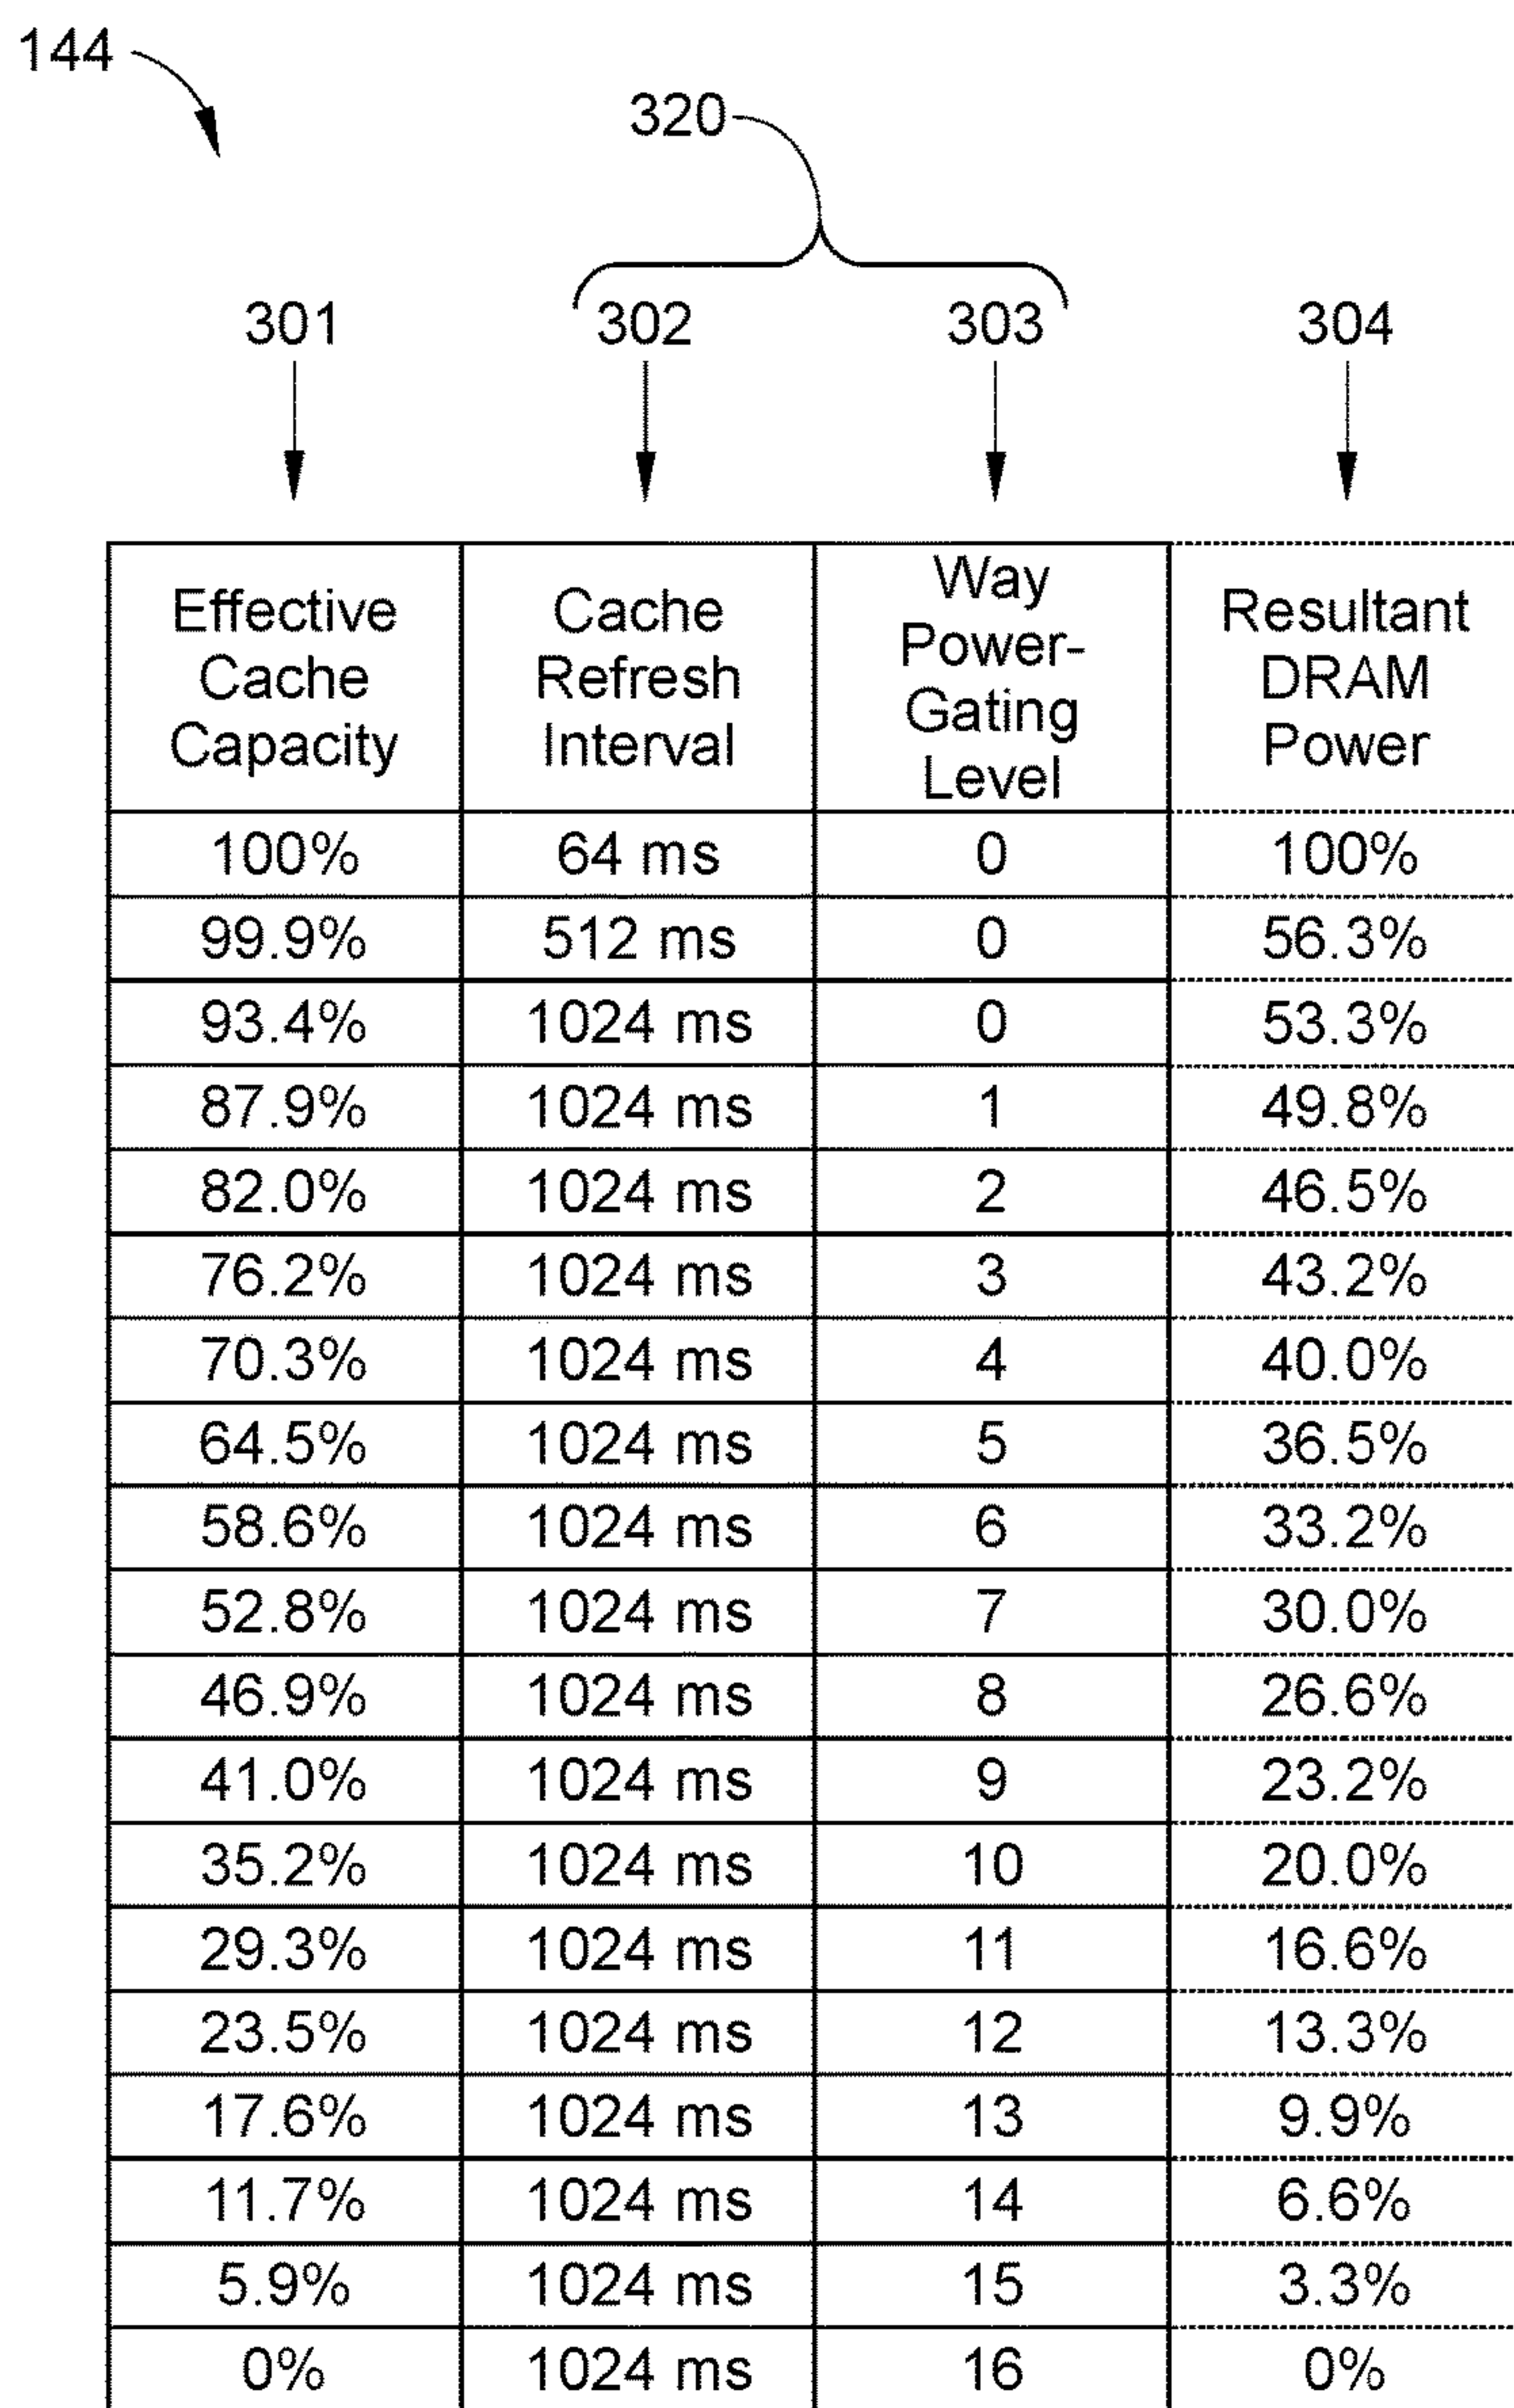 144
320
301 302 303 304
Effective Cache Capacity Cache Refresh Interval Way Power-Gating Level Resultant DRAM Power
100% 64 ms 0 100%
99.9% 512 ms 0 56.3%
93.4% 1024 ms 0 53.3%
87.9% 1024 ms 1 49.8%
82.0% 1024 ms 2 46.5%
76.2% 1024 ms 3 43.2%
70.3% 1024 ms 4 40.0%
64.5% 1024 ms 5 36.5%
58.6% 1024 ms 6 33.2%
52.8% 1024 ms 7 30.0%
46.9% 1024 ms 8 26.6%
41.0% 1024 ms 9 23.2%
35.2% 1024 ms 10 20.0%
29.3% 1024 ms 11 16.6%
23.5% 1024 ms 12 13.3%
17.6% 1024 ms 13 9.9%
11.7% 1024 ms 14 6.6%
5.9% 1024 ms 15 3.3%
0% 1024 ms 16 0%